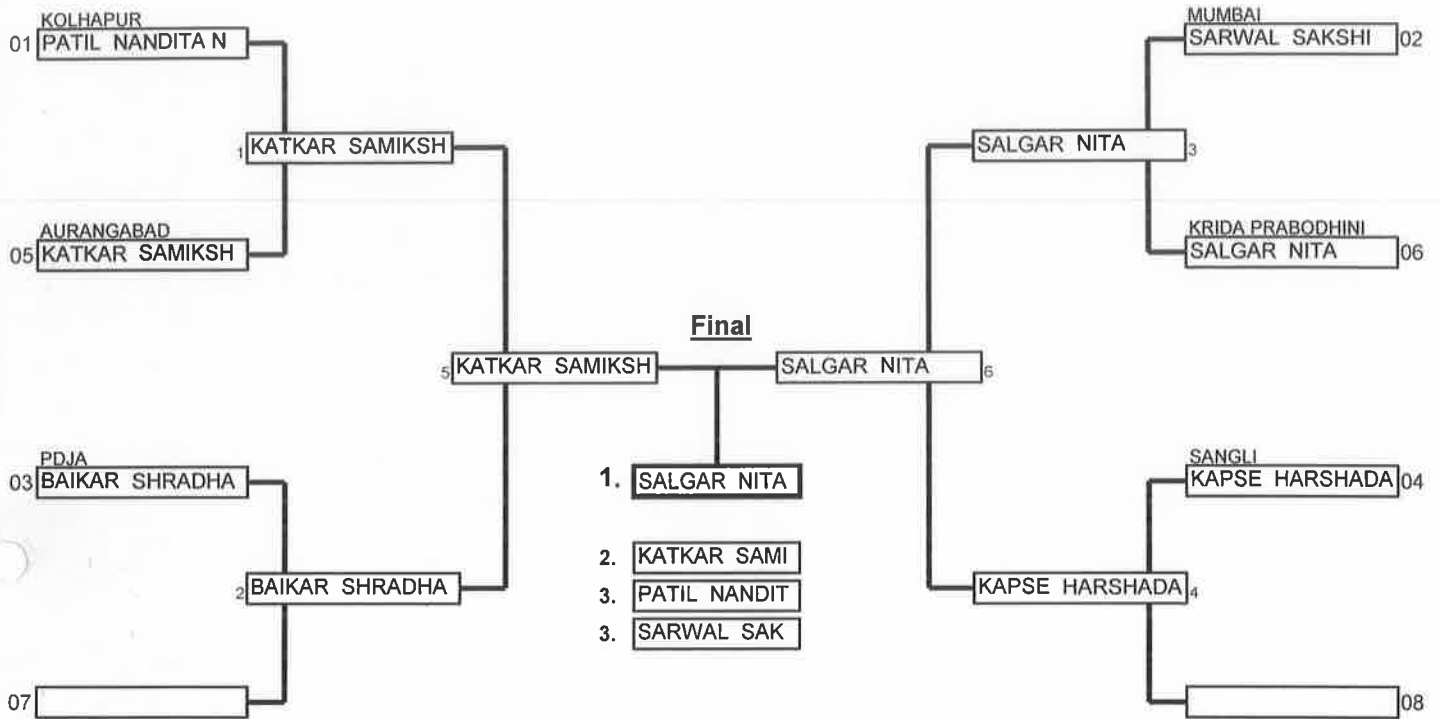 KOLHAPUR
01 PATIL NANDITA N
1 KATKAR SAMIKSH
AURANGABAD
05 KATKAR SAMIKSH
5 KATKAR SAMIKSH
PDJA
03 BAIKAR SHRADHA
2 BAIKAR SHRADHA
07
Final
1. SALGAR NITA
2. KATKAR SAMI
3. PATIL NANDIT
3. SARWAL SAK
MUMBAI
SARWAL SAKSHI 02
SALGAR NITA 3
KRIDA PRABODHINI
SALGAR NITA 06
SALGAR NITA 6
SANGLI
KAPSE HARSHADA 04
KAPSE HARSHADA 4
08